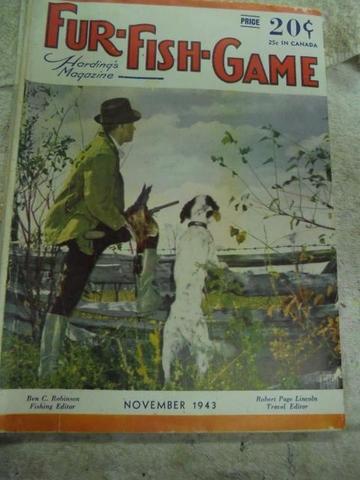 PRICE 20¢
25c IN CANADA
FUR-FISH-GAME
Harding's
Magazine
Ben C. Robinson
Fishing Editor
NOVEMBER 1943
Robert Page Lincoln
Travel Editor